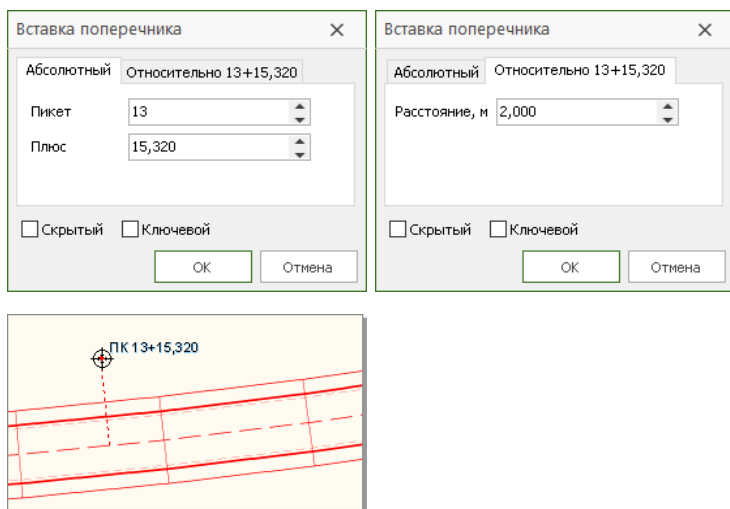 Вставка поперечника
Абсолютный Относительно 13+15,320
Пикет 13
Плюс 15,320
Скрытый Ключевой
ОК Отмена
Вставка поперечника
Абсолютный Относительно 13+15,320
Расстояние, м 2,000
Скрытый Ключевой
ОК Отмена
ПК 13+15,320